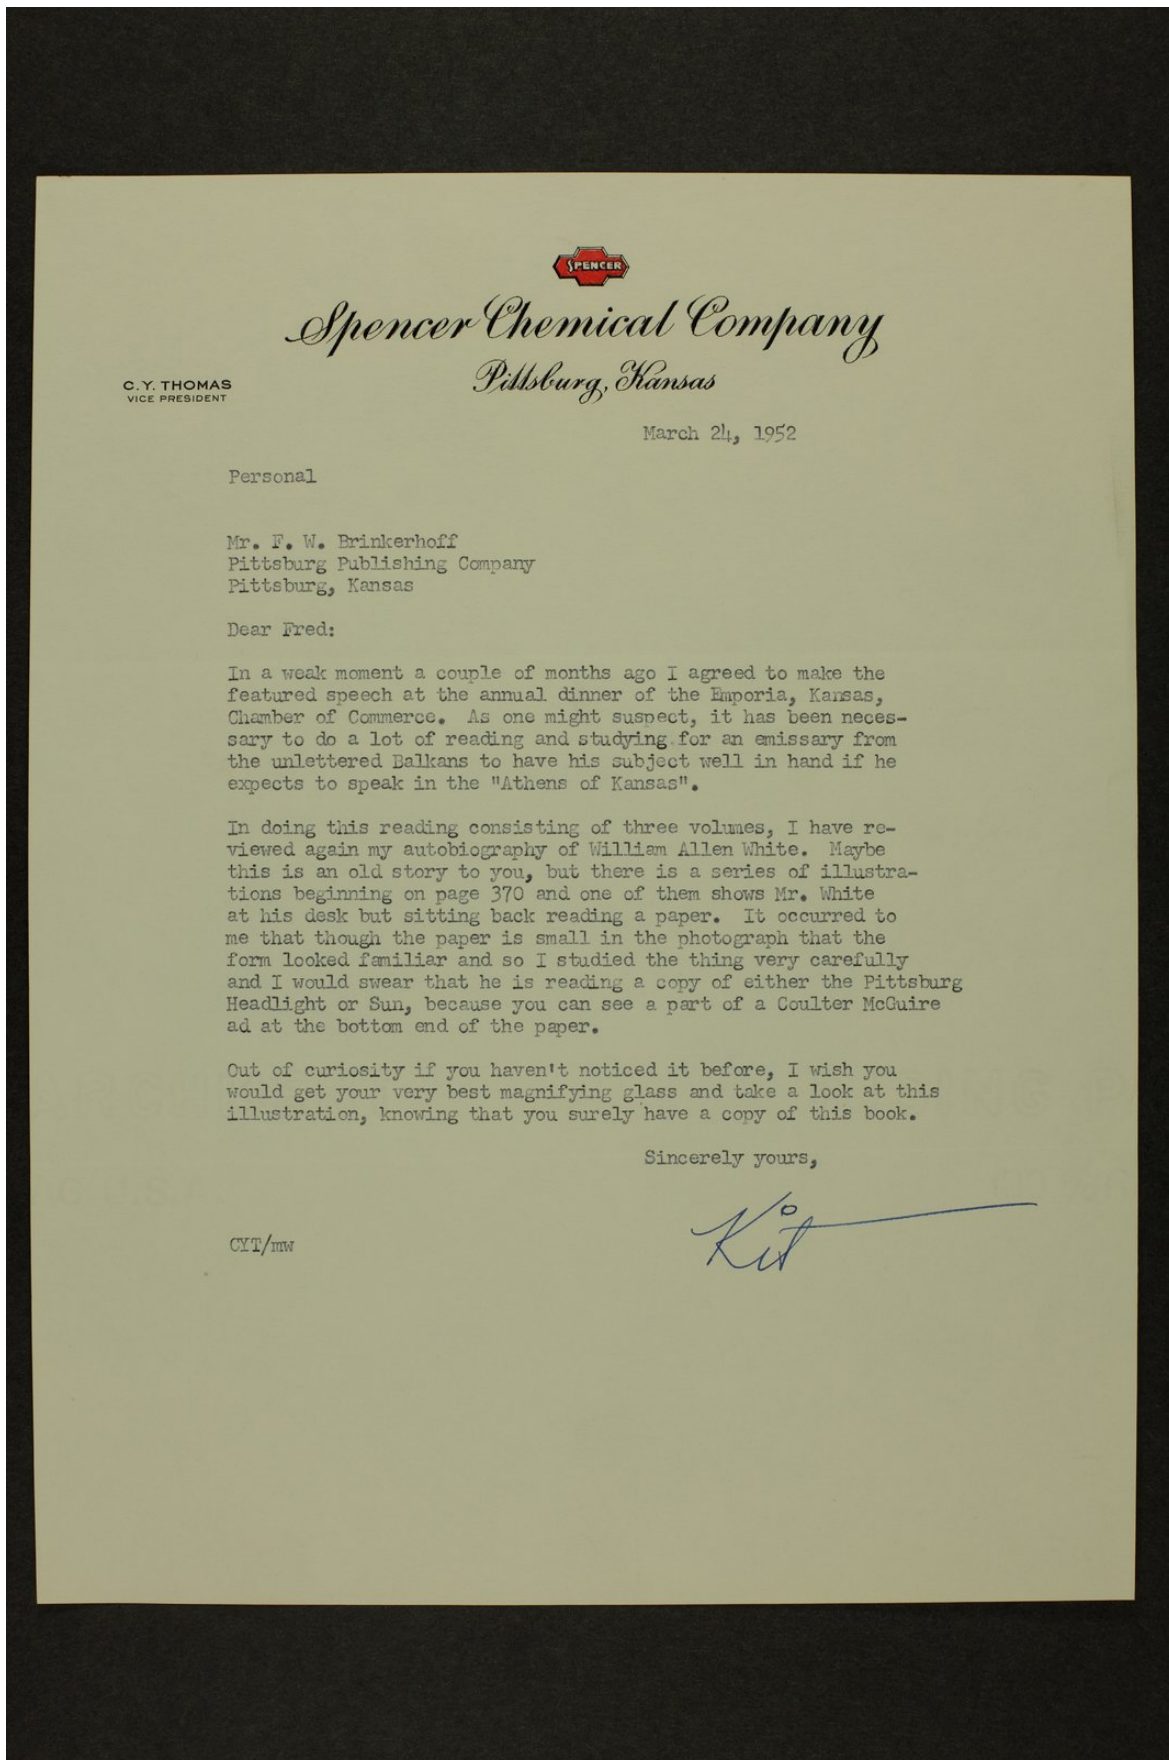 SPENCER
Spencer Chemical Company
Pittsburg, Kansas
C. Y. THOMAS
VICE PRESIDENT
March 24, 1952
Personal
Mr. F. W. Brinkerhoff
Pittsburg Publishing Company
Pittsburg, Kansas
Dear Fred:
In a weak moment a couple of months ago I agreed to make the
featured speech at the annual dinner of the Emporia, Kansas,
Chamber of Commerce. As one might suspect, it has been neces-
sary to do a lot of reading and studying for an emissary from
the unlettered Balkans to have his subject well in hand if he
expects to speak in the "Athens of Kansas".
In doing this reading consisting of three volumes, I have re-
viewed again my autobiography of William Allen White. Maybe
this is an old story to you, but there is a series of illustra-
tions beginning on page 370 and one of them shows Mr. White
at his desk but sitting back reading a paper. It occurred to
me that though the paper is small in the photograph that the
form looked familiar and so I studied the thing very carefully
and I would swear that he is reading a copy of either the Pittsburg
Headlight or Sun, because you can see a part of a Coulter McGuire
ad at the bottom end of the paper.
Out of curiosity if you haven't noticed it before, I wish you
would get your very best magnifying glass and take a look at this
illustration, knowing that you surely have a copy of this book.
Sincerely yours,
Kit
CYT/mw